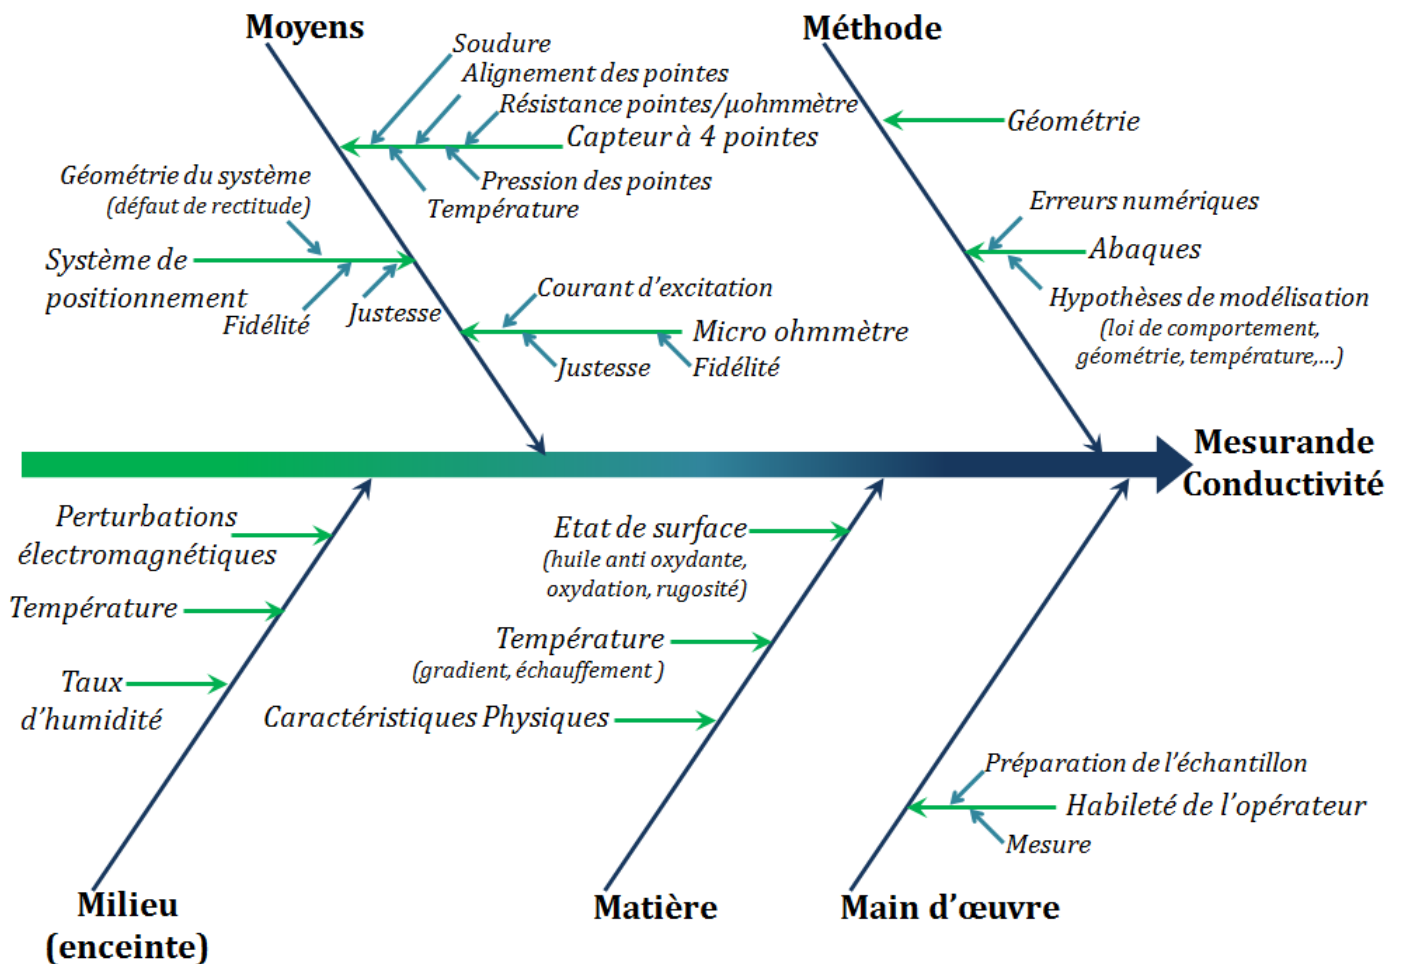 Moyens
Méthode
Soudure
Alignement des pointes
Résistance pointes/µohmmètre
Capteur à 4 pointes
Pression des pointes
Température
Géométrie du système
(défaut de rectitude)
Système de
positionnement
Fidélité
Justesse
Courant d’excitation
Micro ohmmètre
Justesse
Fidélité
Géométrie
Erreurs numériques
Abaques
Hypothèses de modélisation
(loi de comportement,
géométrie, température,...)
Mesurande
Conductivité
Perturbations
électromagnétiques
Température
Taux
d’humidité
Milieu
(enceinte)
Etat de surface
(huile anti oxydante,
oxydation, rugosité)
Température
(gradient, échauffement )
Caractéristiques Physiques
Matière
Préparation de l’échantillon
Habileté de l’opérateur
Mesure
Main d’œuvre